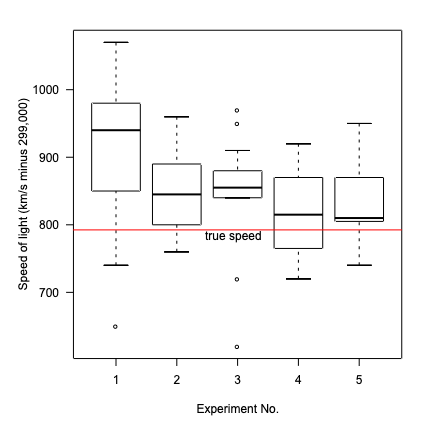 1000
900
800
700
Speed of light (km/s minus 299,000)
true speed
1 2 3 4 5
Experiment No.